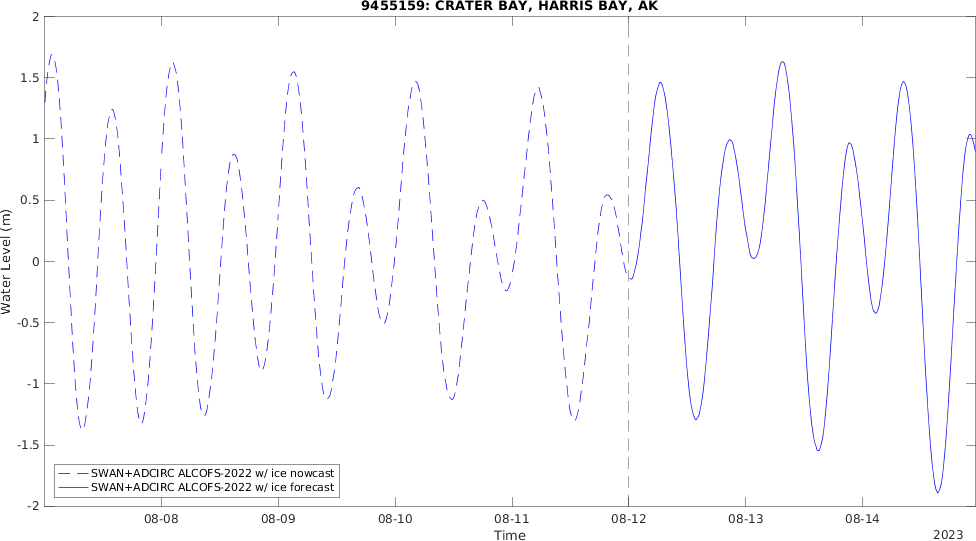 9455159: CRATER BAY, HARRIS BAY, AK
2
1.5
1
0.5
0
-0.5
-1
-1.5
-2
Water Level (m)
SWAN+ADCIRC ALCOFS-2022 w/ ice nowcast
SWAN+ADCIRC ALCOFS-2022 w/ ice forecast
08-08 08-09 08-10 08-11 08-12 08-13 08-14
Time
2023